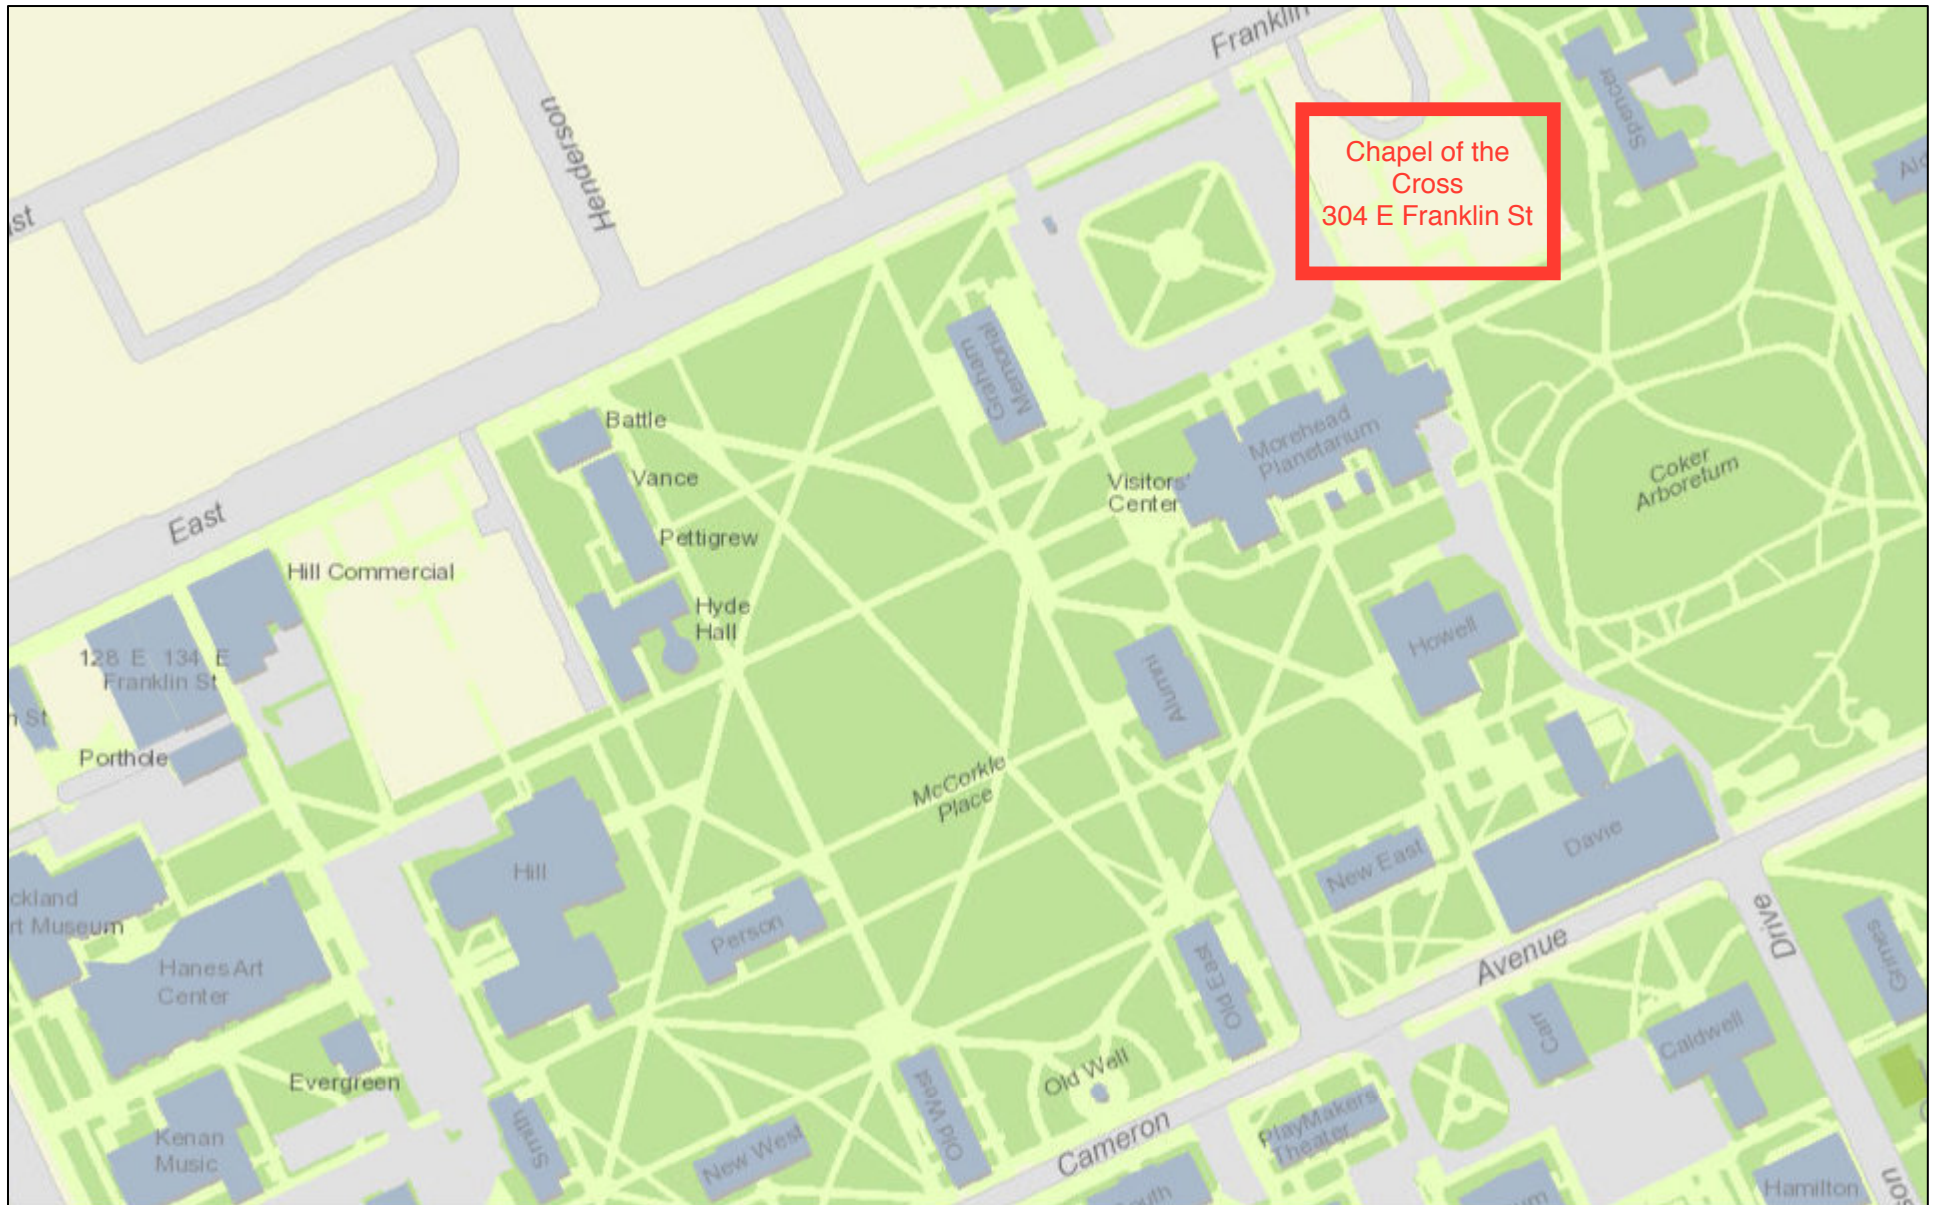 Franklin
Spencer
Henderson
Chapel of the
Cross
304 E Franklin St
Graham
Memorial
Battle
Vance
Pettigrew
Hyde
Hall
Visitors'
Center
Morehead
Planetarium
Coker
Arboretum
East
Hill Commercial
128 E 134 E
Franklin St
St
Porthole
Howell
Alumni
McCorkle
Place
Hill
Person
New East
Davie
Drive
Grimes
Avenue
Art Museum
Hanes Art
Center
Evergreen
Old East
Old West
Old Well
Carr
Caldwell
Kenan
Music
Smith
New West
Cameron
PlayMakers
Theater
Hamilton